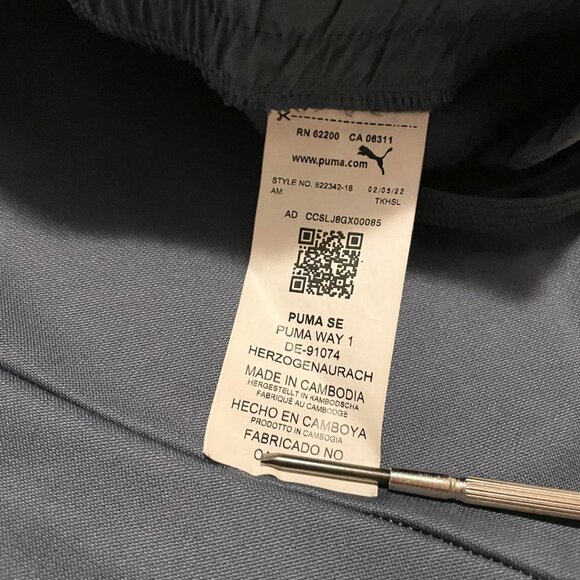 RN 62200 CA 06311
www.puma.com
STYLE NO. 522342-18 02/05/22
AM TKHSL
AD CCSLJ8GX00085
PUMA SE
PUMA WAY 1
DE-91074
HERZOGENAURACH
MADE IN CAMBODIA
HERGESTELLT IN KAMBODSCHA
FABRIQUÉ AU CAMBODGE
HECHO EN CAMBOYA
PRODOTTO IN CAMBOGIA
FABRICADO NO